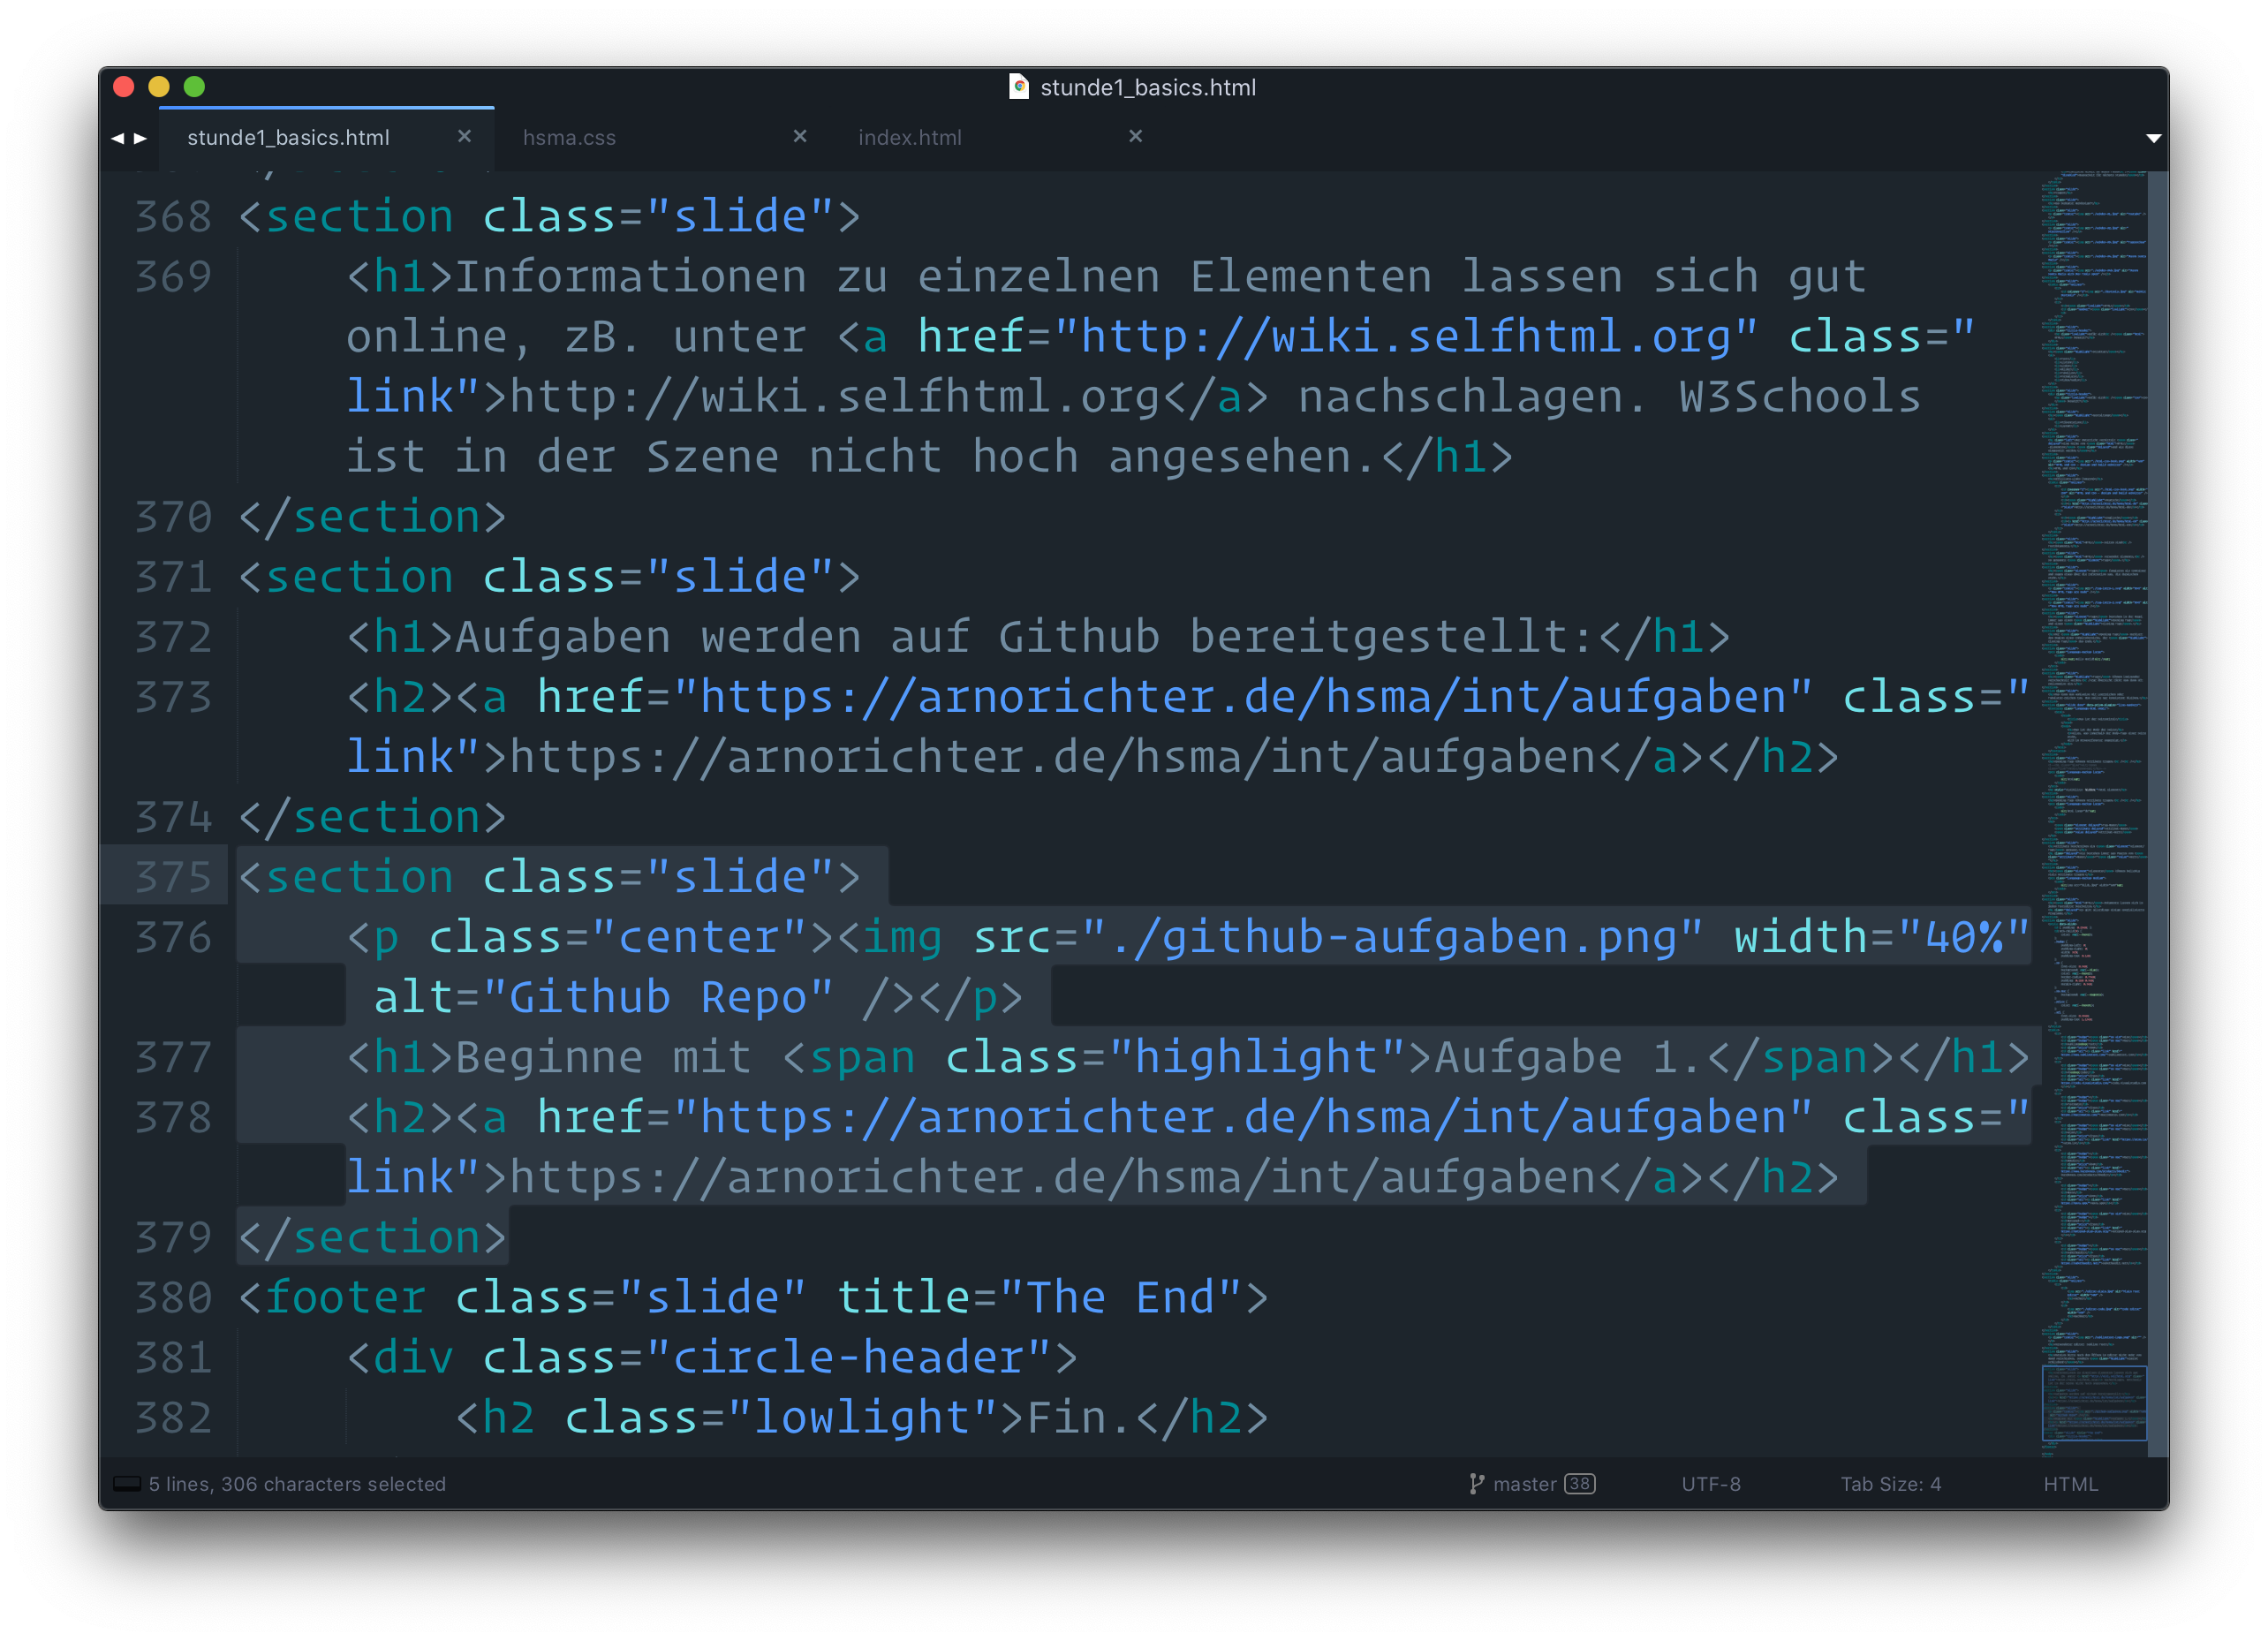 stunde1_basics.html
stunde1_basics.html × hsma.css × index.html ×
368 <section class="slide">
369 <h1>Informationen zu einzelnen Elementen lassen sich gut
online, zB. unter <a href="http://wiki.selfhtml.org" class="
link">http://wiki.selfhtml.org</a> nachschlagen. W3Schools
ist in der Szene nicht hoch angesehen.</h1>
370 </section>
371 <section class="slide">
372 <h1>Aufgaben werden auf Github bereitgestellt:</h1>
373 <h2><a href="https://arnorichter.de/hsma/int/aufgaben" class="
link">https://arnorichter.de/hsma/int/aufgaben</a></h2>
374 </section>
375 <section class="slide">
376 <p class="center"><img src="./github-aufgaben.png" width="40%"
alt="Github Repo" /></p>
377 <h1>Beginne mit <span class="highlight">Aufgabe 1.</span></h1>
378 <h2><a href="https://arnorichter.de/hsma/int/aufgaben" class="
link">https://arnorichter.de/hsma/int/aufgaben</a></h2>
379 </section>
380 <footer class="slide" title="The End">
381 <div class="circle-header">
382 <h2 class="lowlight">Fin.</h2>
5 lines, 306 characters selected master 38 UTF-8 Tab Size: 4 HTML